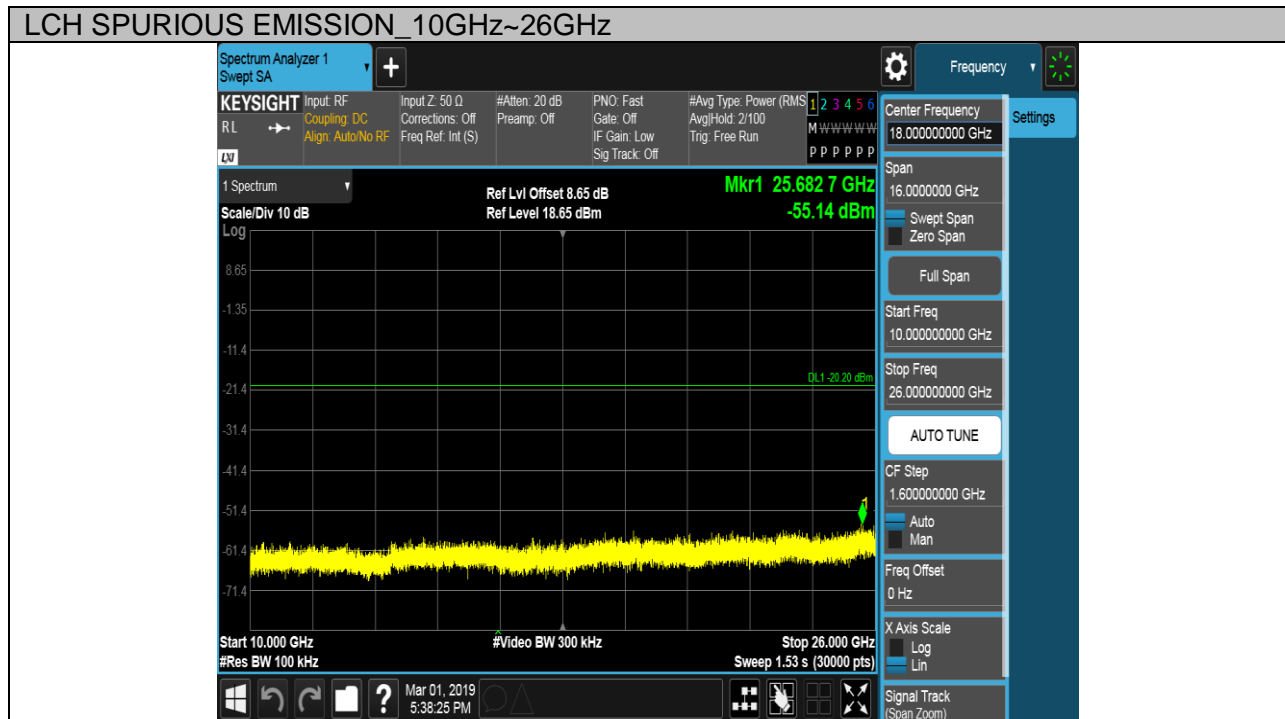 LCH SPURIOUS EMISSION_10GHz~26GHz
Spectrum Analyzer 1
Swept SA
+
Frequency
KEYSIGHT
RL
LXI
Input: RF
Coupling: DC
Align: Auto/No RF
Input Z: 50 Ω
Corrections: Off
Freq Ref: Int (S)
#Atten: 20 dB
Preamp: Off
PNO: Fast
Gate: Off
IF Gain: Low
Sig Track: Off
#Avg Type: Power (RMS
Avg|Hold: 2/100
Trig: Free Run
1 2 3 4 5 6
M W W W W W
P P P P P P
1 Spectrum
Scale/Div 10 dB
Ref Lvl Offset 8.65 dB
Ref Level 18.65 dBm
Mkr1 25.682 7 GHz
-55.14 dBm
Log
8.65
-1.35
-11.4
DL1 -20.20 dBm
-21.4
-31.4
-41.4
-51.4
1
-61.4
-71.4
Start 10.000 GHz
#Res BW 100 kHz
#Video BW 300 kHz
Stop 26.000 GHz
Sweep 1.53 s (30000 pts)
?
Mar 01, 2019
5:38:25 PM
Center Frequency
18.000000000 GHz
Span
16.0000000 GHz
Swept Span
Zero Span
Full Span
Start Freq
10.000000000 GHz
Stop Freq
26.000000000 GHz
AUTO TUNE
CF Step
1.600000000 GHz
Auto
Man
Freq Offset
0 Hz
X Axis Scale
Log
Lin
Signal Track
(Span Zoom)
Settings